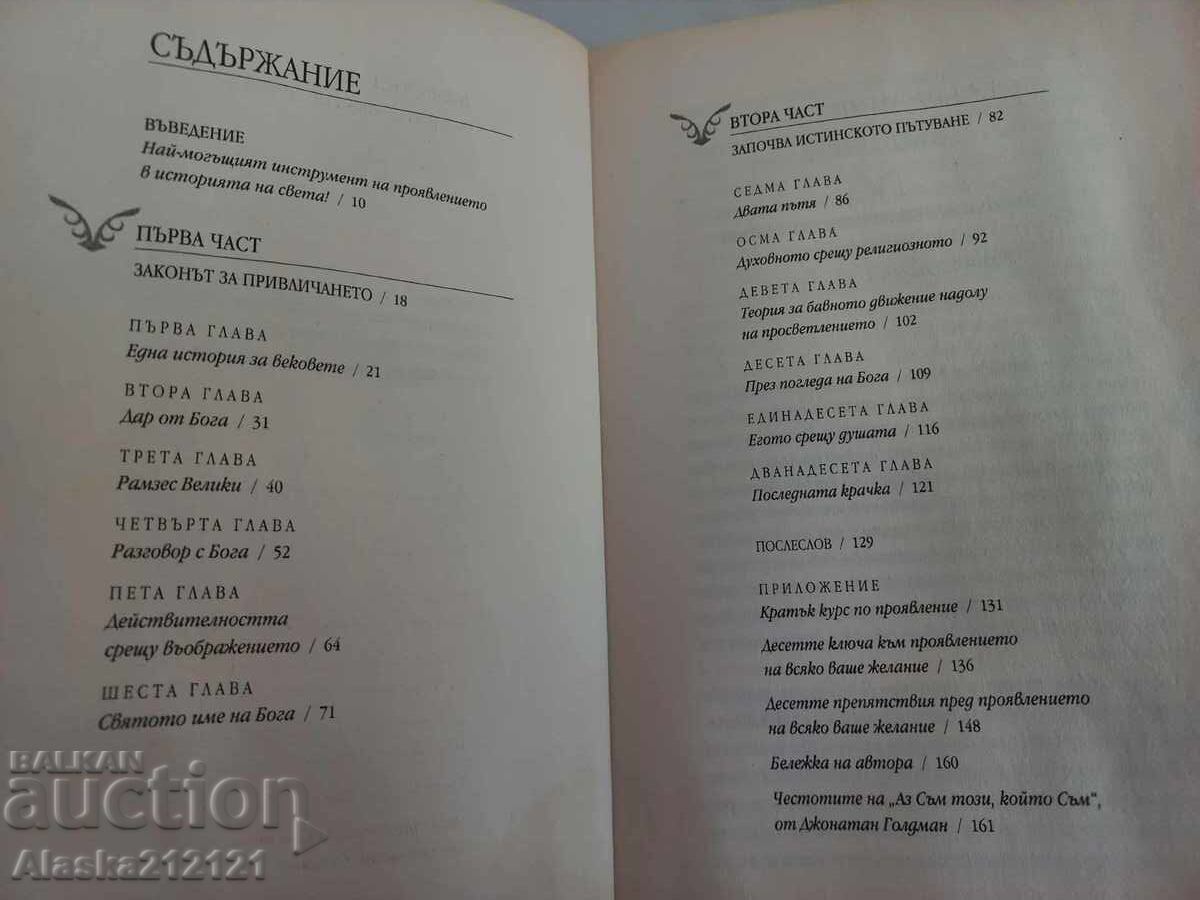 СЪДЪРЖАНИЕ
ВЪВЕДЕНИЕ
Най-могъщият инструмент на проявлението
в историята на света! / 10
ПЪРВА ЧАСТ
ЗАКОНЪТ ЗА ПРИВЛИЧАНЕТО / 18
ПЪРВА ГЛАВА
Една история за вековете / 21
ВТОРА ГЛАВА
Дар от Бога / 31
ТРЕТА ГЛАВА
Рамзес Велики / 40
ЧЕТВЪРТА ГЛАВА
Разговор с Бога / 52
ПЕТА ГЛАВА
Действителността
срещу въображението / 64
ШЕСТА ГЛАВА
Святото име на Бога / 71
ВТОРА ЧАСТ
ЗАПОЧВА ИСТИНСКОТО ПЪТУВАНЕ / 82
СЕДМА ГЛАВА
Двата пътя / 86
ОСМА ГЛАВА
Духовното срещу религиозното / 92
ДЕВЕТА ГЛАВА
Теория за бавното движение надолу
на просветлението / 102
ДЕСЕТА ГЛАВА
През погледа на Бога / 109
ЕДИНАДЕСЕТА ГЛАВА
Егото срещу душата / 116
ДВАНАДЕСЕТА ГЛАВА
Последната крачка / 121
ПОСЛЕСЛОВ / 129
ПРИЛОЖЕНИЕ
Кратък курс по проявление / 131
Десетте ключа към проявлението
на всяко ваше желание / 136
Десетте препятствия пред проявлението
на всяко ваше желание / 148
Бележка на автора / 160
Честотите на „Аз Съм този, който Съм“,
от Джонатан Голдман / 161
BALKAN
auction
Alaska212121